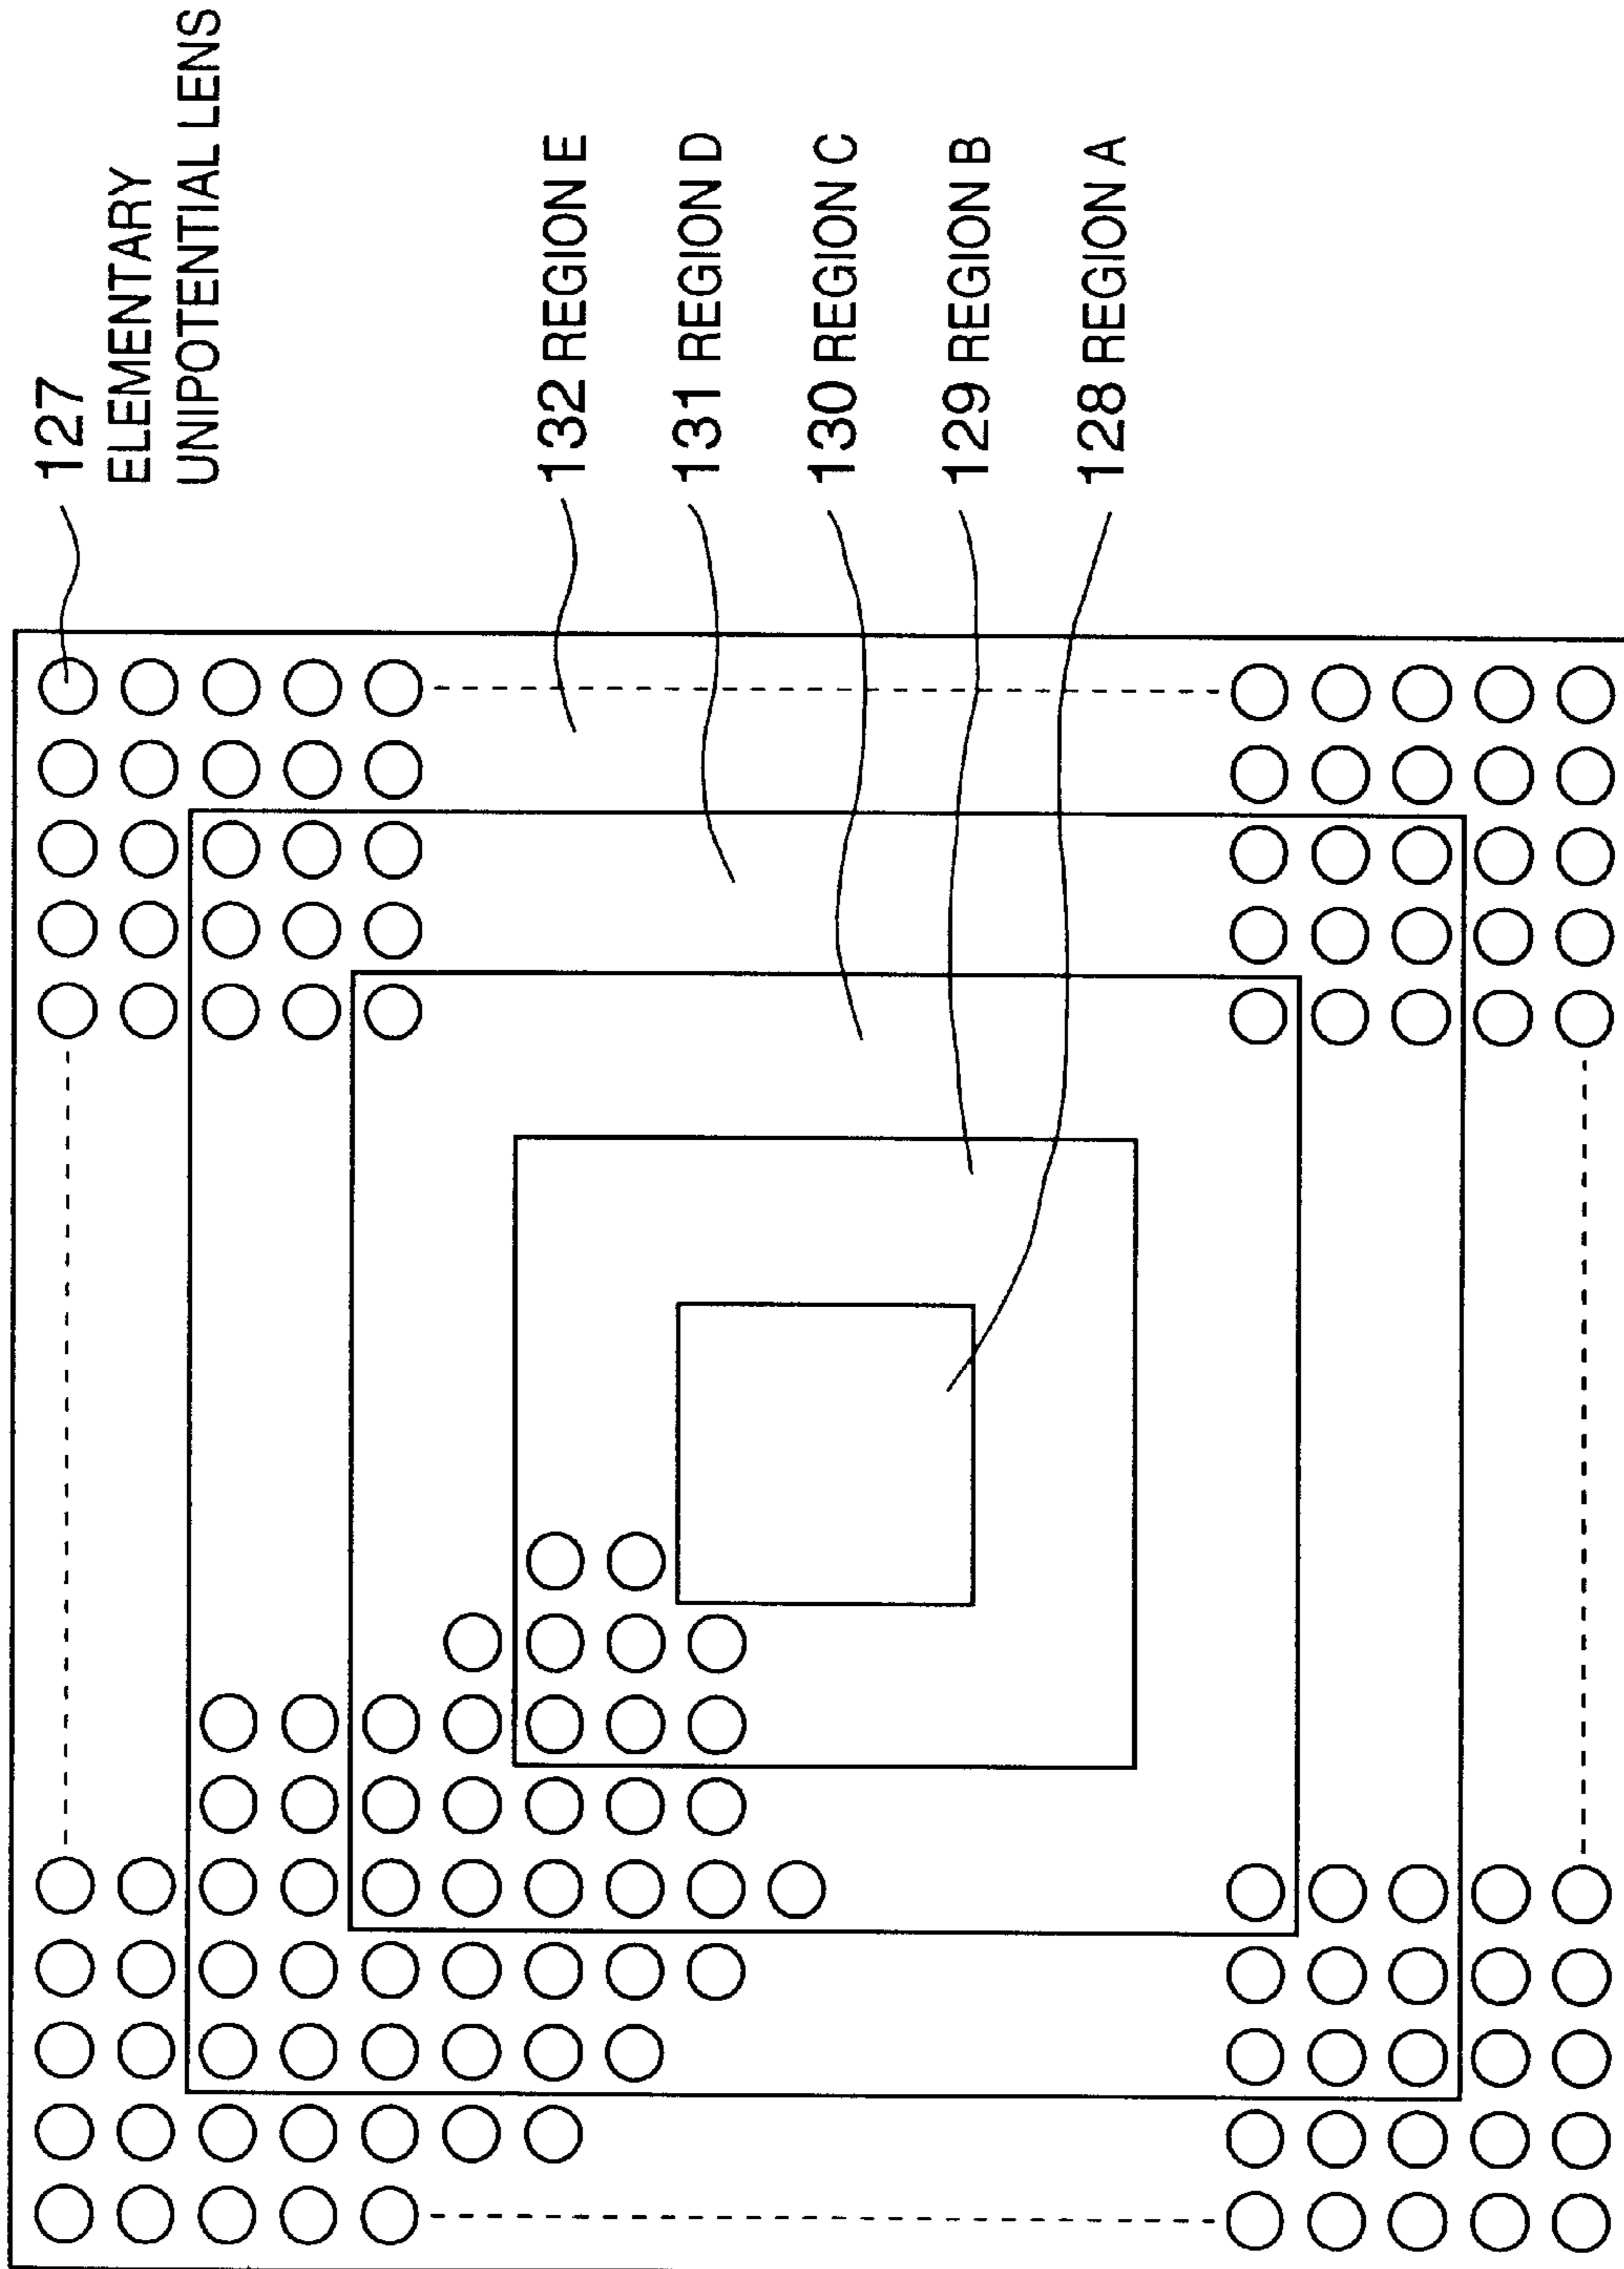 127
ELEMENTARY
UNIPOTENTIAL LENS
132 REGION E
131 REGION D
130 REGION C
129 REGION B
128 REGION A